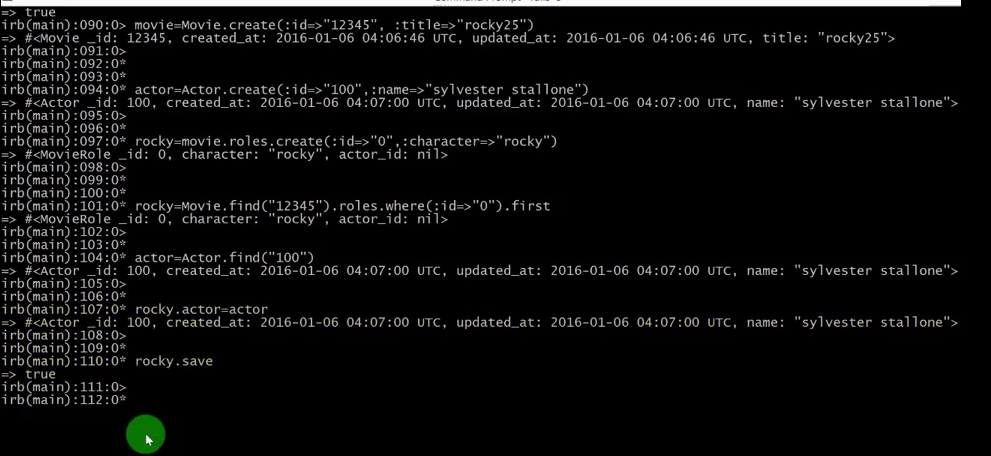 => true
irb(main):090:0> movie=Movie.create(:id=>"12345", :title=>"rocky25")
=> #<Movie _id: 12345, created_at: 2016-01-06 04:06:46 UTC, updated_at: 2016-01-06 04:06:46 UTC, title: "rocky25">
irb(main):091:0>
irb(main):092:0*
irb(main):093:0*
irb(main):094:0* actor=Actor.create(:id=>"100",:name=>"sylvester stallone")
=> #<Actor _id: 100, created_at: 2016-01-06 04:07:00 UTC, updated_at: 2016-01-06 04:07:00 UTC, name: "sylvester stallone">
irb(main):095:0>
irb(main):096:0*
irb(main):097:0* rocky=movie.roles.create(:id=>"0",:character=>"rocky")
=> #<MovieRole _id: 0, character: "rocky", actor_id: nil>
irb(main):098:0>
irb(main):099:0*
irb(main):100:0*
irb(main):101:0* rocky=Movie.find("12345").roles.where(:id=>"0").first
=> #<MovieRole _id: 0, character: "rocky", actor_id: nil>
irb(main):102:0>
irb(main):103:0*
irb(main):104:0* actor=Actor.find("100")
=> #<Actor _id: 100, created_at: 2016-01-06 04:07:00 UTC, updated_at: 2016-01-06 04:07:00 UTC, name: "sylvester stallone">
irb(main):105:0>
irb(main):106:0*
irb(main):107:0* rocky.actor=actor
=> #<Actor _id: 100, created_at: 2016-01-06 04:07:00 UTC, updated_at: 2016-01-06 04:07:00 UTC, name: "sylvester stallone">
irb(main):108:0>
irb(main):109:0*
irb(main):110:0* rocky.save
=> true
irb(main):111:0>
irb(main):112:0*